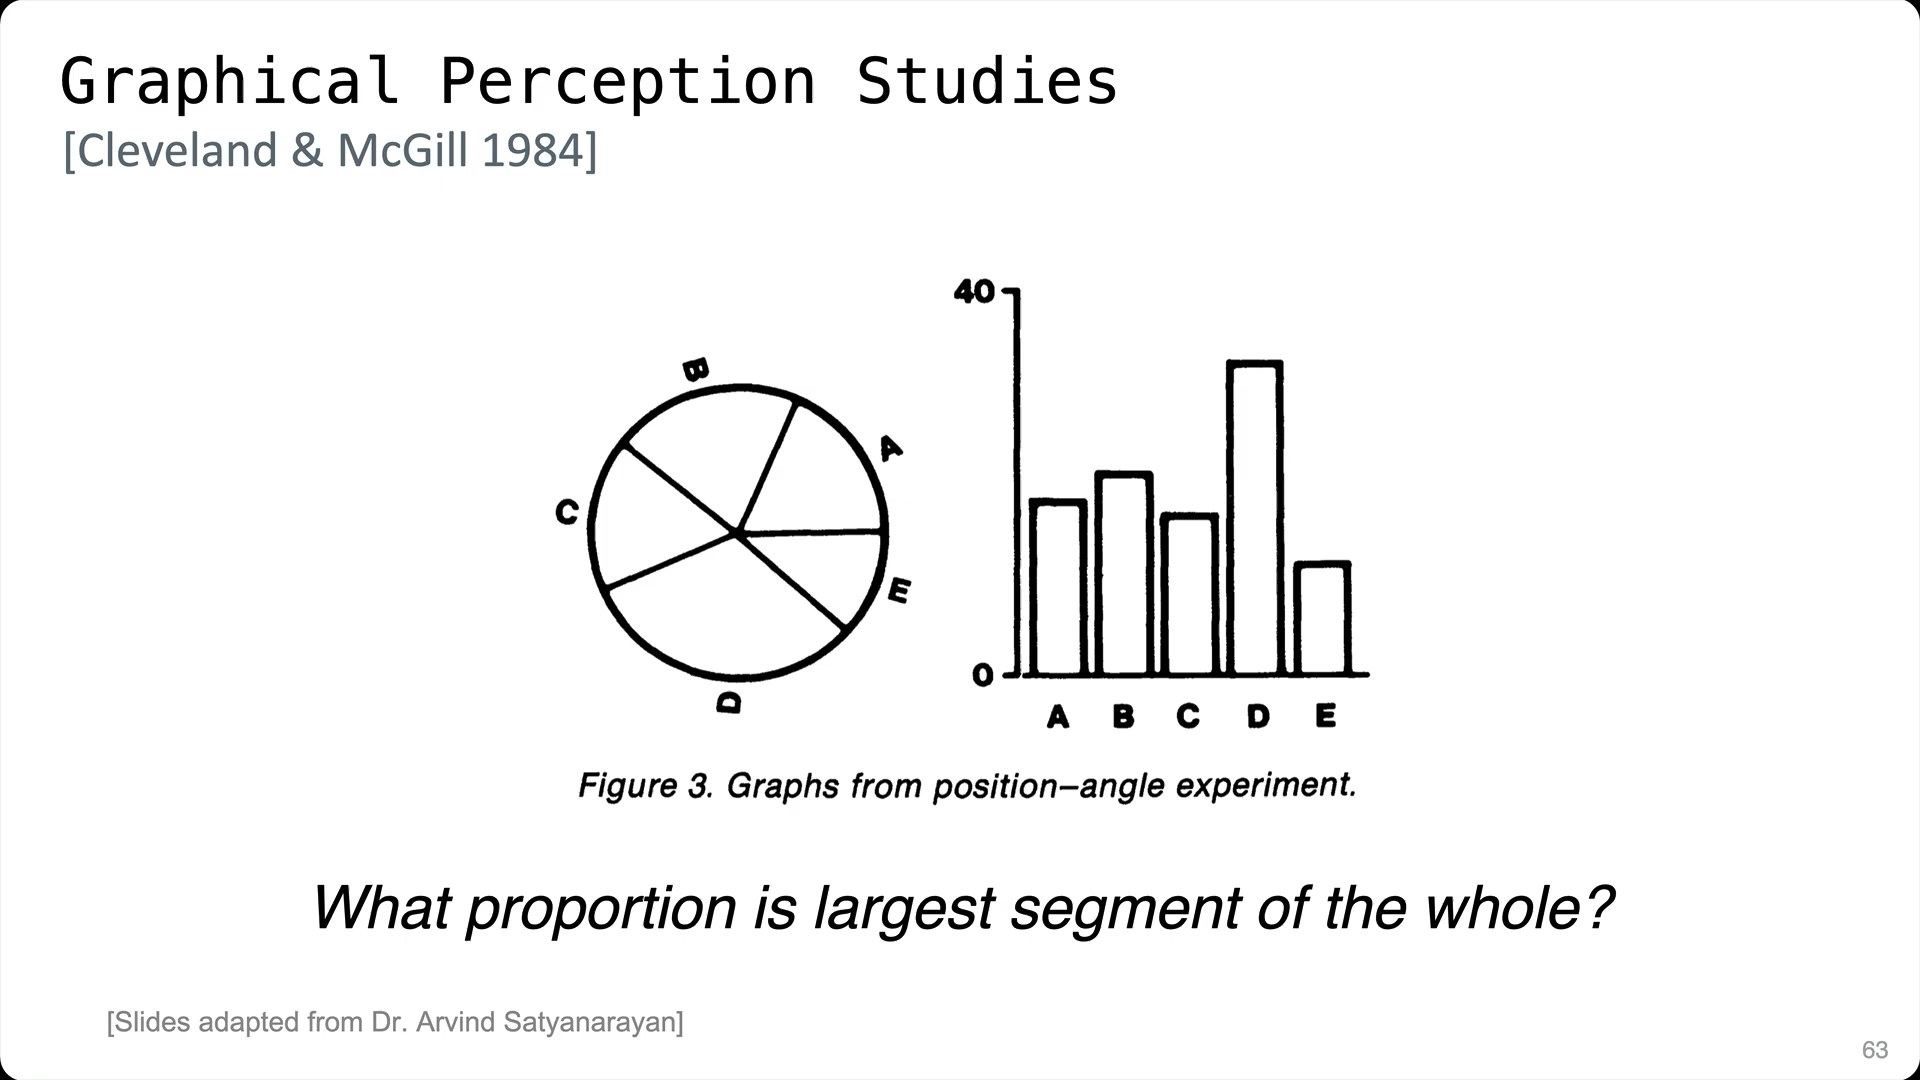 Graphical Perception Studies
[Cleveland & McGill 1984]
B
A
C
E
D
40
0
A B C D E
Figure 3. Graphs from position–angle experiment.
What proportion is largest segment of the whole?
[Slides adapted from Dr. Arvind Satyanarayan]
63